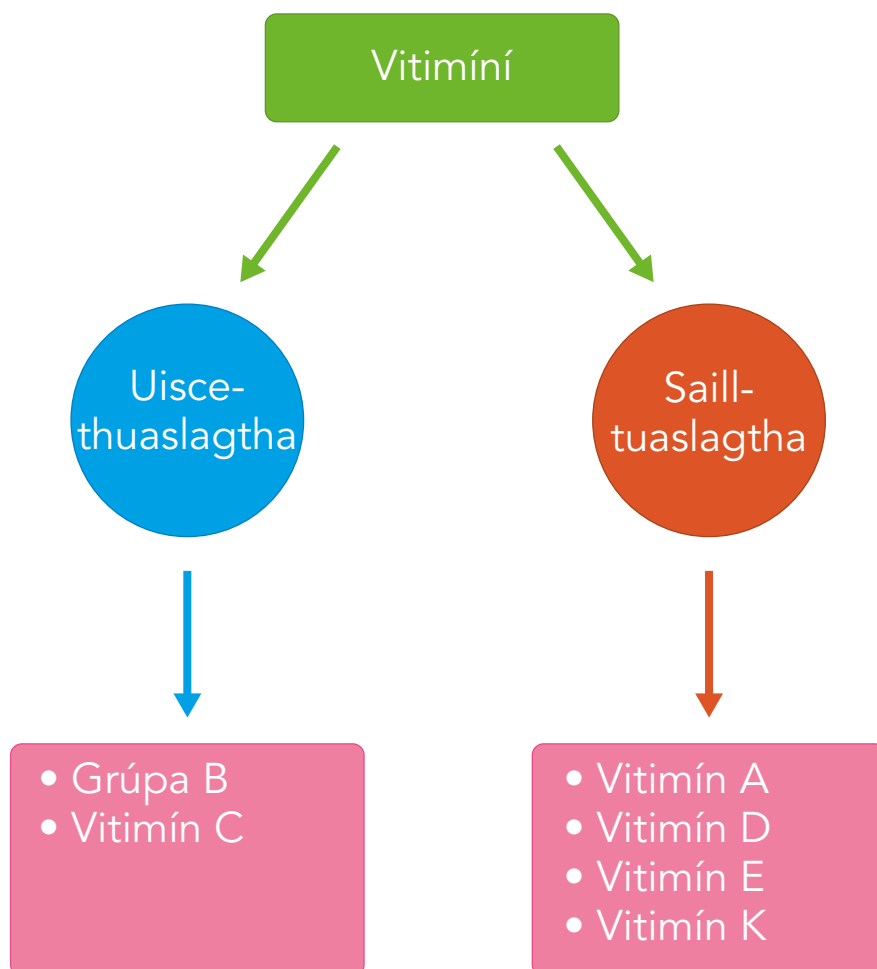 Vitimíní
Uisce-
thuaslagtha
Saill-
tuaslagtha
• Grúpa B
• Vitimín C
• Vitimín A
• Vitimín D
• Vitimín E
• Vitimín K